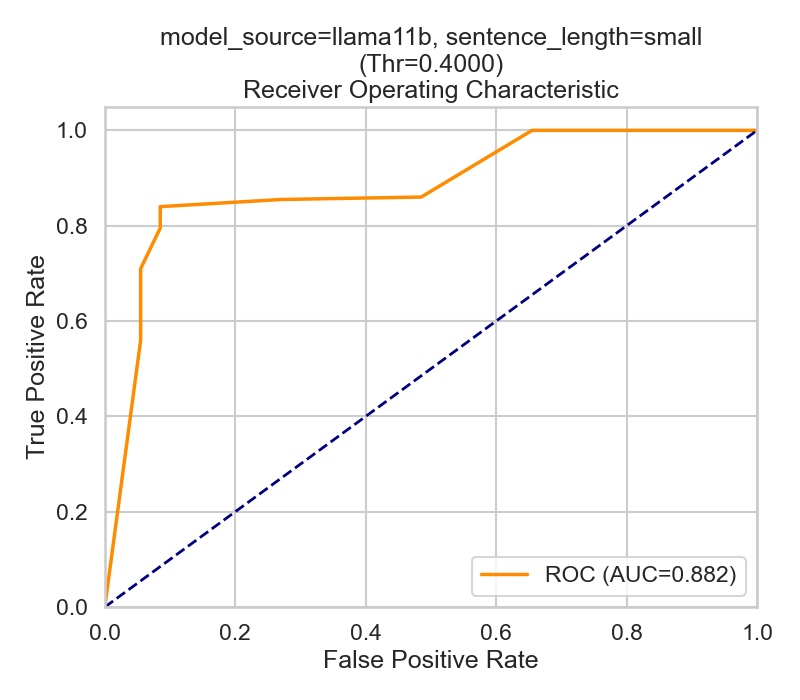 model_source=llama11b, sentence_length=small
(Thr=0.4000)
Receiver Operating Characteristic
1.0
0.8
0.6
0.4
0.2
0.0
True Positive Rate
ROC (AUC=0.882)
0.0 0.2 0.4 0.6 0.8 1.0
False Positive Rate